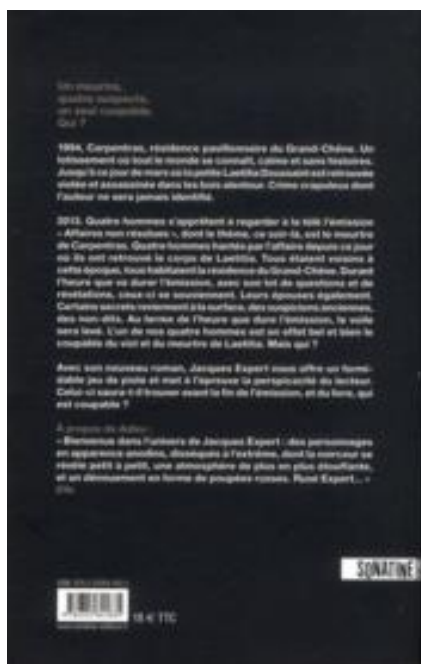 Un meurtre,
quatre suspects,
un seul coupable.
Qui ?
1994, Carpentras, résidence pavillonnaire du Grand-Chêne. Un
lotissement où tout le monde se connaît, calme et sans histoires.
Jusqu'à ce jour de mars où la petite Laetitia est retrouvée
violée et assassinée dans les bois alentour. Crime crapuleux dont
l'auteur ne sera jamais identifié.
2013. Quatre hommes s'apprêtent à regarder à la télé l'émission
« Affaires non résolues », dont le thème, ce soir-là, est le meurtre
de Carpentras. Quatre hommes hantés par l'affaire depuis ce jour
où ils ont retrouvé le corps de Laetitia. Tous étaient voisins à
cette époque, tous habitaient la résidence du Grand-Chêne. Durant
l'heure que va durer l'émission, avec son lot de questions et de
révélations, ceux-ci se souviennent. Leurs épouses également.
Certains secrets reviennent à la surface, des suspicions anciennes,
des non-dits. Au terme de l'heure que dure l'émission, le voile
sera levé. L'un de nos quatre hommes est en effet bel et bien le
coupable du viol et du meurtre de Laetitia. Mais qui ?
Avec son nouveau roman, Jacques Expert nous offre un formi-
dable jeu de piste et met à l'épreuve la perspicacité du lecteur.
Celui-ci saura-t-il trouver avant la fin de l'émission, et du livre, qui
est coupable ?
À propos de Adieu :
« Bienvenue dans l'univers de Jacques Expert : des personnages
en apparence anodins, disséqués à l'extrême, dont la noirceur se
révèle petit à petit, une atmosphère de plus en plus étouffante,
et un dénouement en forme de poupées russes. Rusé Expert... »
Elle
SONATINE
18 € TTC